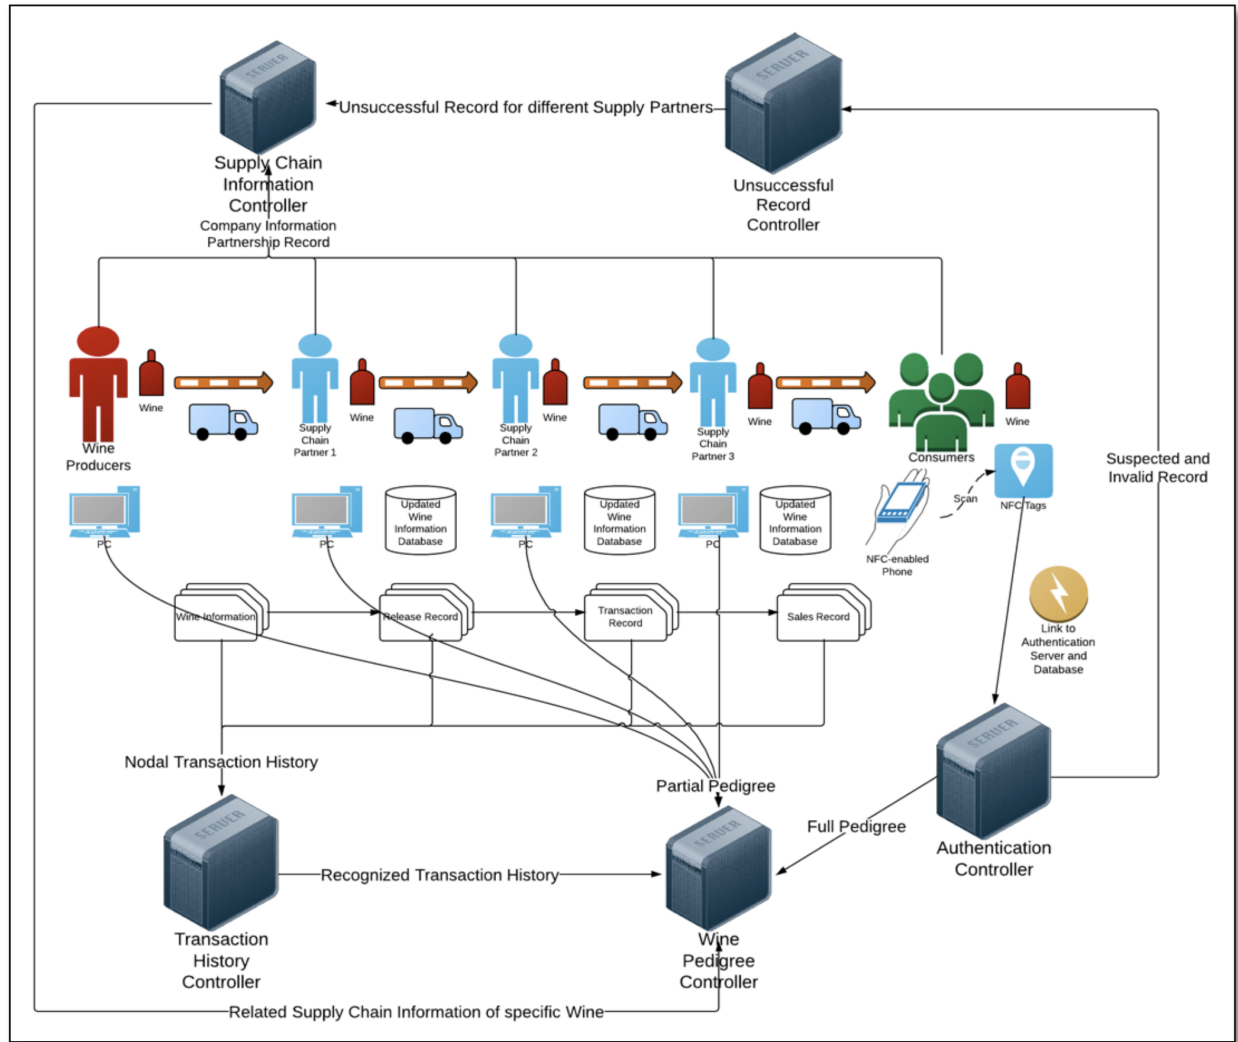 SERVER
SERVER
Unsuccessful Record for different Supply Partners
Supply Chain
Information
Controller
Unsuccessful
Record
Controller
Company Information
Partnership Record
Wine
Wine
Wine
Wine
Wine
Wine
Producers
Supply
Chain
Partner 1
Supply
Chain
Partner 2
Supply
Chain
Partner 3
Consumers
Suspected and
Invalid Record
PC
PC
PC
PC
Updated
Wine
Information
Database
Updated
Wine
Information
Database
Updated
Wine
Information
Database
Scan
NFC Tags
NFC-enabled
Phone
Wine Information
Release Record
Transaction
Record
Sales Record
Link to
Authentication
Server and
Database
Nodal Transaction History
Partial Pedigree
SERVER
Full Pedigree
Authentication
Controller
SERVER
SERVER
Recognized Transaction History
Transaction
History
Controller
Wine
Pedigree
Controller
Related Supply Chain Information of specific Wine